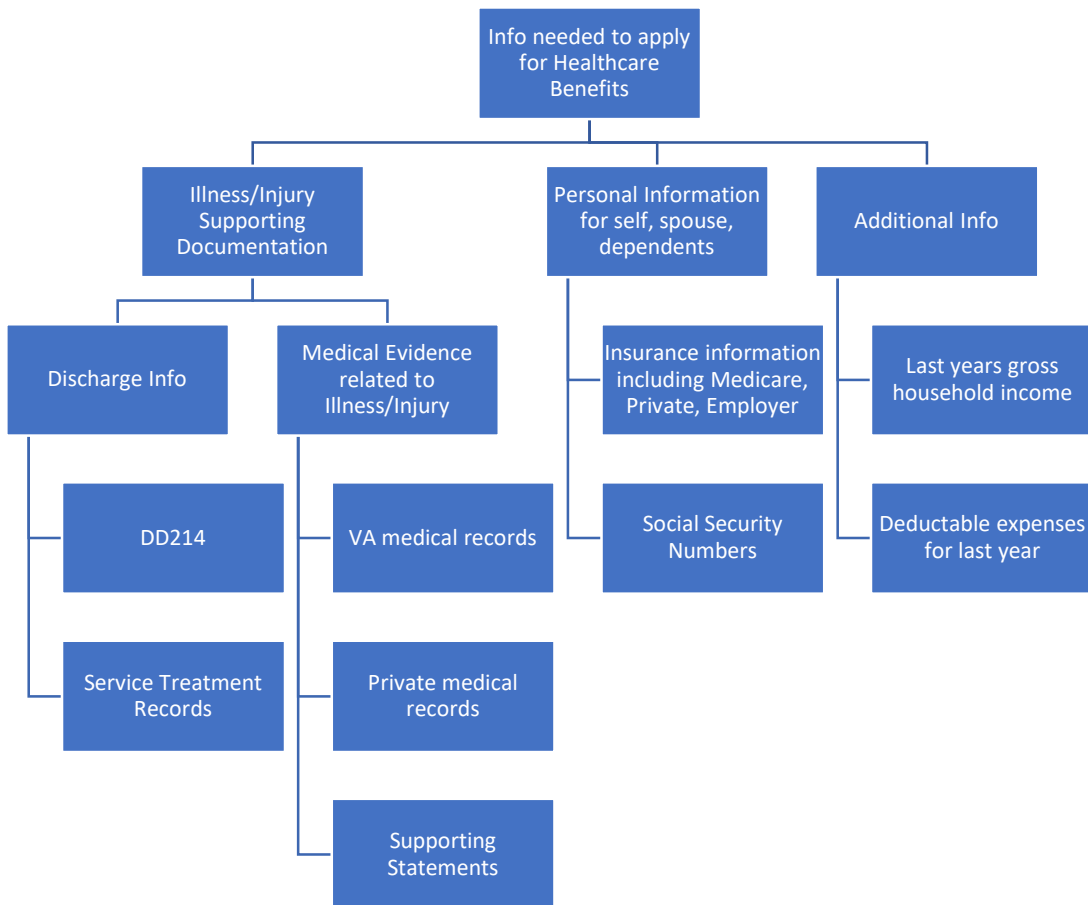 Info needed to apply
for Healthcare
Benefits
Illness/Injury
Supporting
Documentation
Personal Information
for self, spouse,
dependents
Additional Info
Discharge Info
Medical Evidence
related to
Illness/Injury
Insurance information
including Medicare,
Private, Employer
Last years gross
household income
DD214
VA medical records
Social Security
Numbers
Deductable expenses
for last year
Service Treatment
Records
Private medical
records
Supporting
Statements